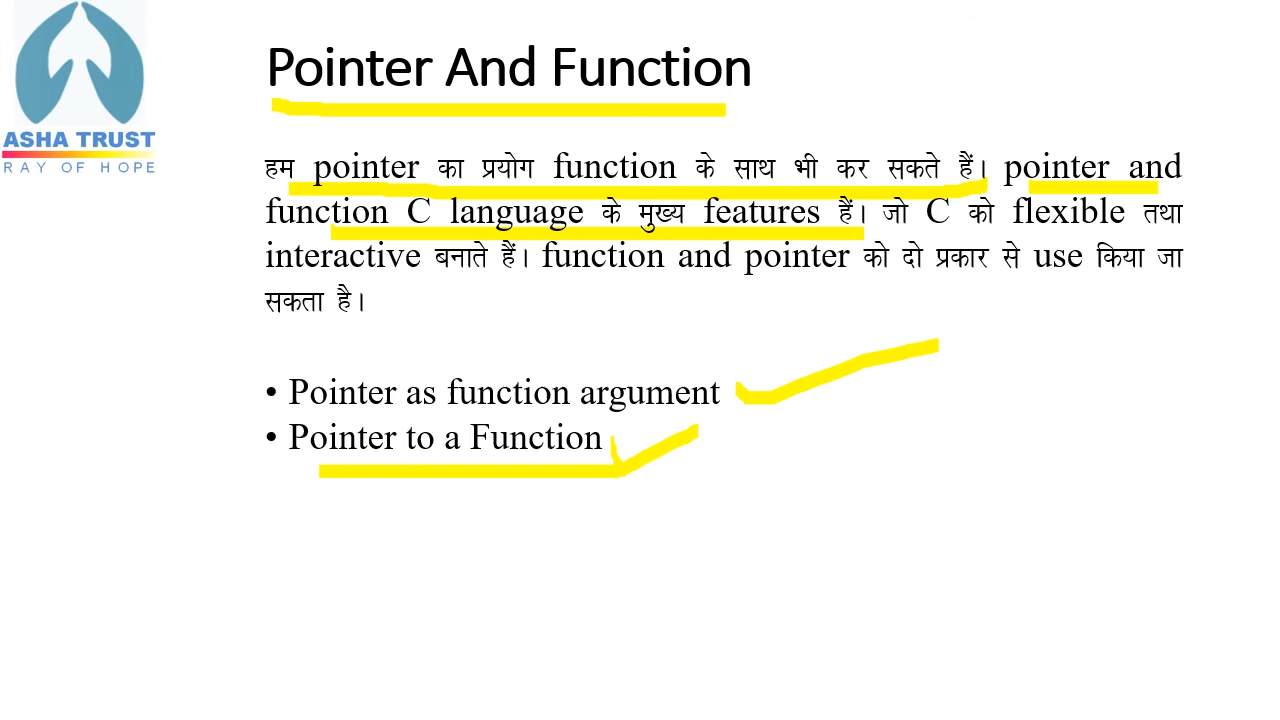 ASHA TRUST
RAY OF HOPE
Pointer And Function
हम pointer का प्रयोग function के साथ भी कर सकते हैं। pointer and
function C language के मुख्य features हैं। जो C को flexible तथा
interactive बनाते हैं। function and pointer को दो प्रकार से use किया जा
सकता है।
• Pointer as function argument
• Pointer to a Function